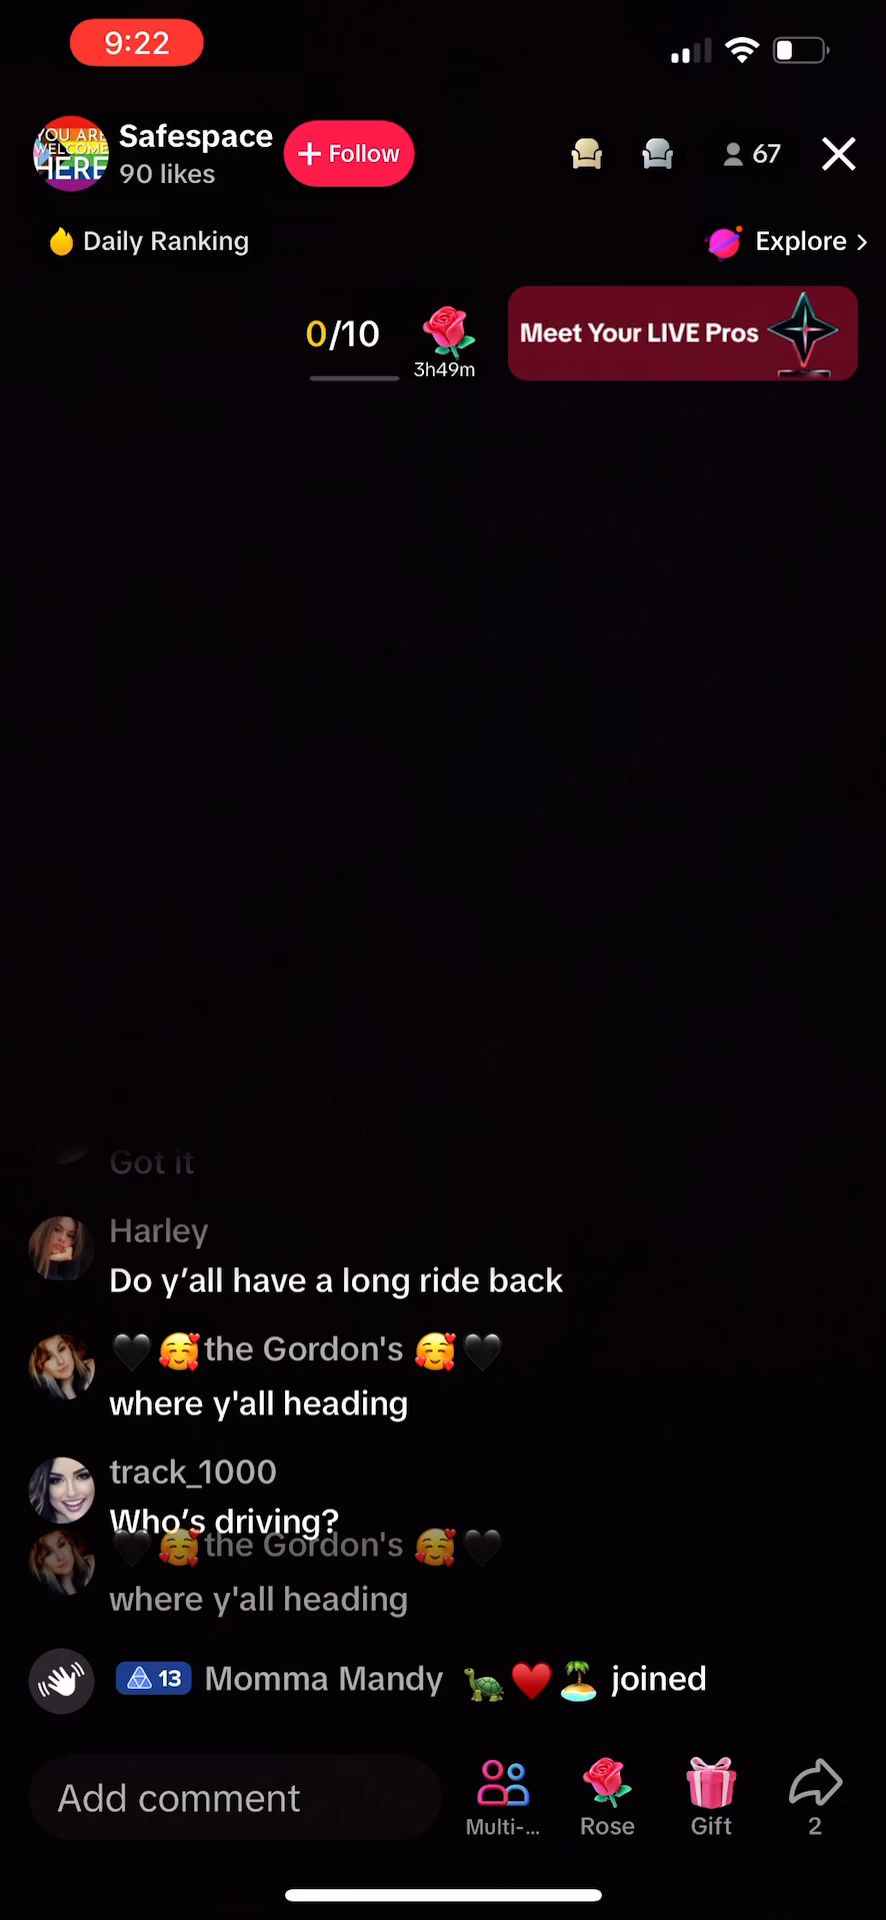 9:22
YOU ARE
WELCOME
HERE
Safespace
90 likes
+ Follow
67
Daily Ranking
Explore >
0/10
3h49m
Meet Your LIVE Pros
Got it
Harley
Do y’all have a long ride back
🖤🥰the Gordon's 🥰🖤
where y'all heading
track_1000
Who’s driving?
🖤🥰the Gordon's 🥰🖤
where y'all heading
13 Momma Mandy 🐢❤️🏝️ joined
Add comment
Multi-...
Rose
Gift
2